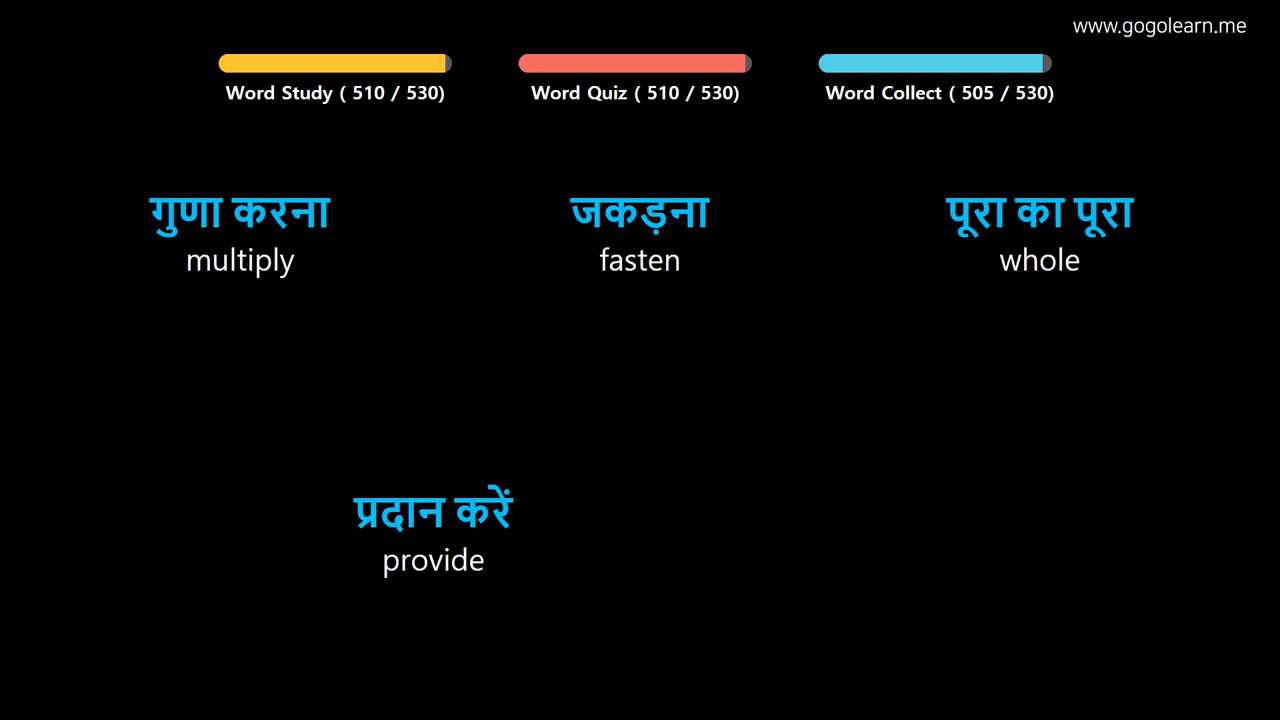 www.gogolearn.me
Word Study ( 510 / 530)
Word Quiz ( 510 / 530)
Word Collect ( 505 / 530)
गुणा करना
multiply
जकड़ना
fasten
पूरा का पूरा
whole
प्रदान करें
provide